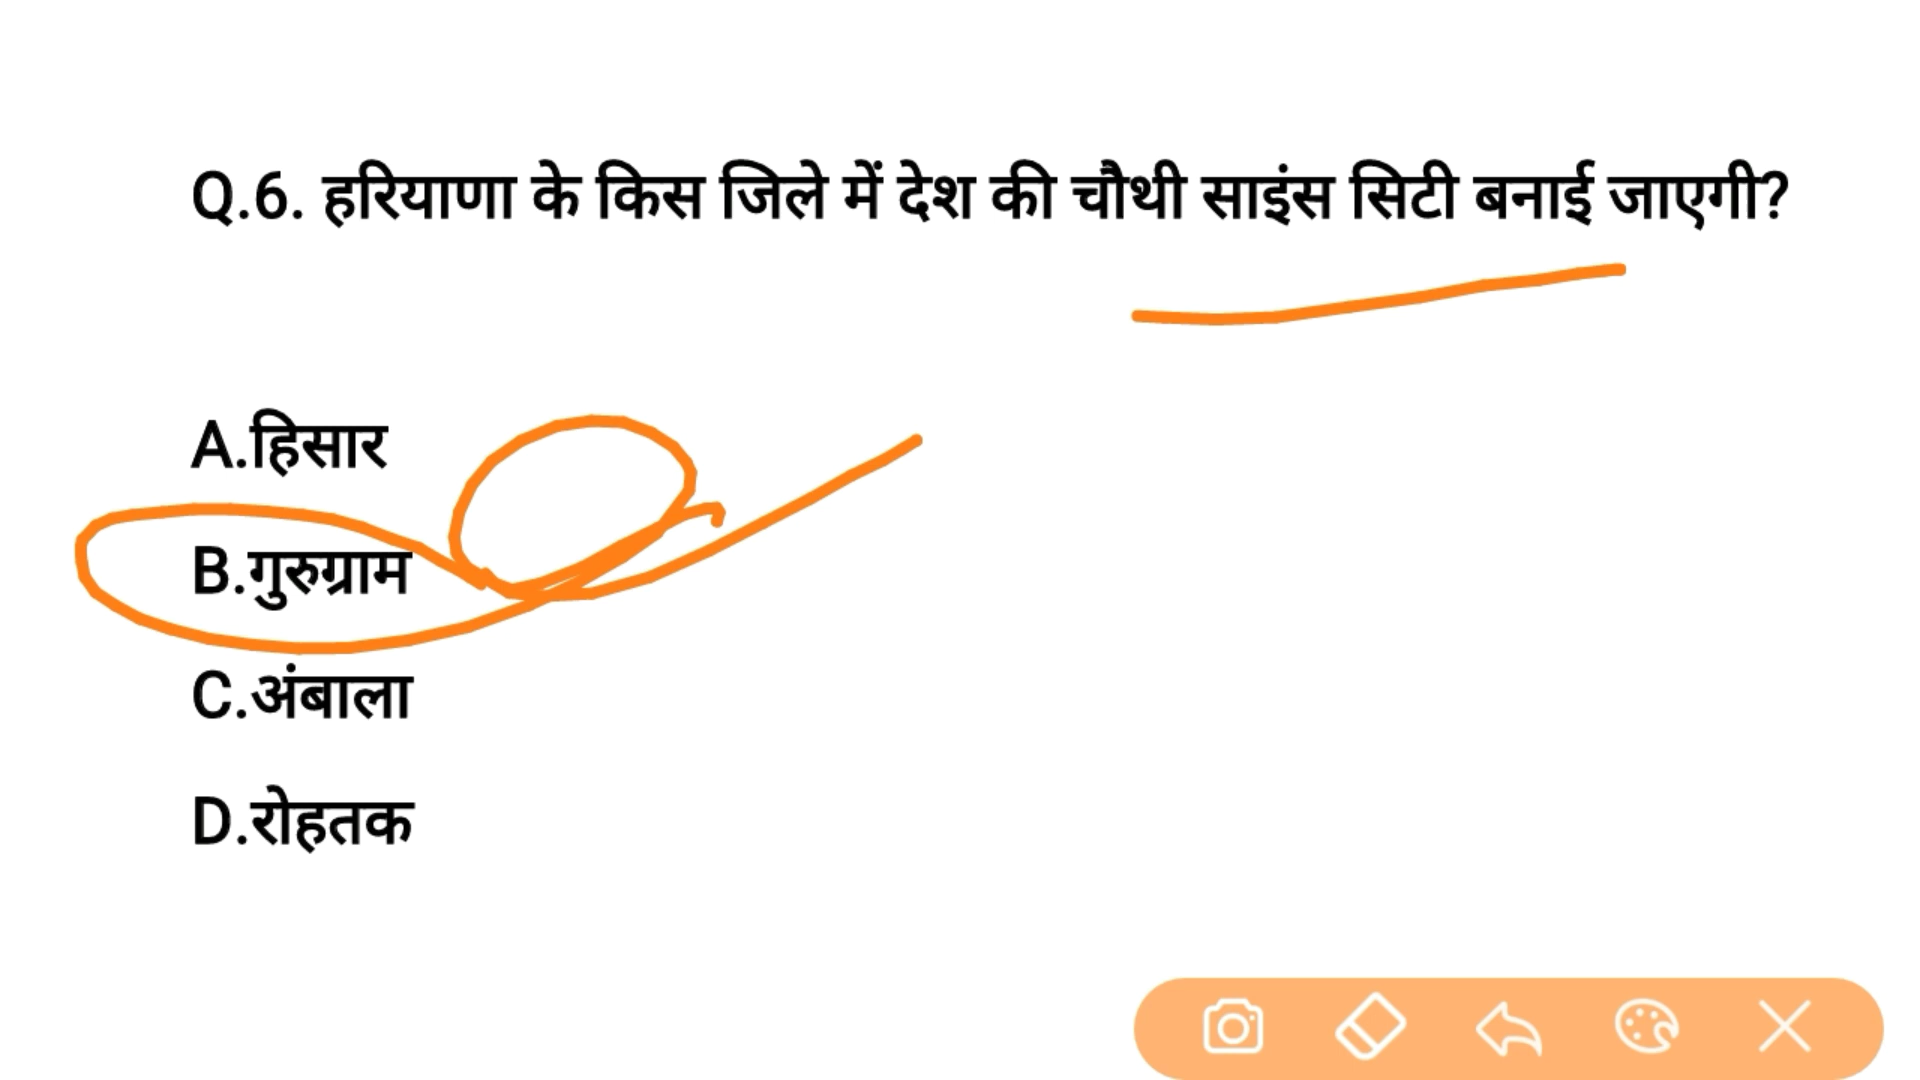 Q.6. हरियाणा के किस जिले में देश की चौथी साइंस सिटी बनाई जाएगी?
A.हिसार
B.गुरुग्राम
C.अंबाला
D.रोहतक